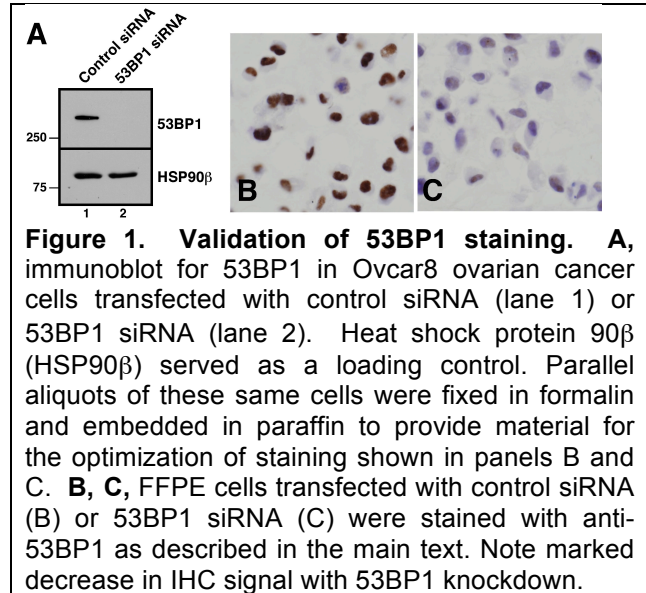 A
Control siRNA
53BP1 siRNA
250
53BP1
75
HSP90β
1 2
B
C
Figure 1. Validation of 53BP1 staining. A,
immunoblot for 53BP1 in Ovcar8 ovarian cancer
cells transfected with control siRNA (lane 1) or
53BP1 siRNA (lane 2). Heat shock protein 90β
(HSP90β) served as a loading control. Parallel
aliquots of these same cells were fixed in formalin
and embedded in paraffin to provide material for
the optimization of staining shown in panels B and
C. B, C, FFPE cells transfected with control siRNA
(B) or 53BP1 siRNA (C) were stained with anti-
53BP1 as described in the main text. Note marked
decrease in IHC signal with 53BP1 knockdown.